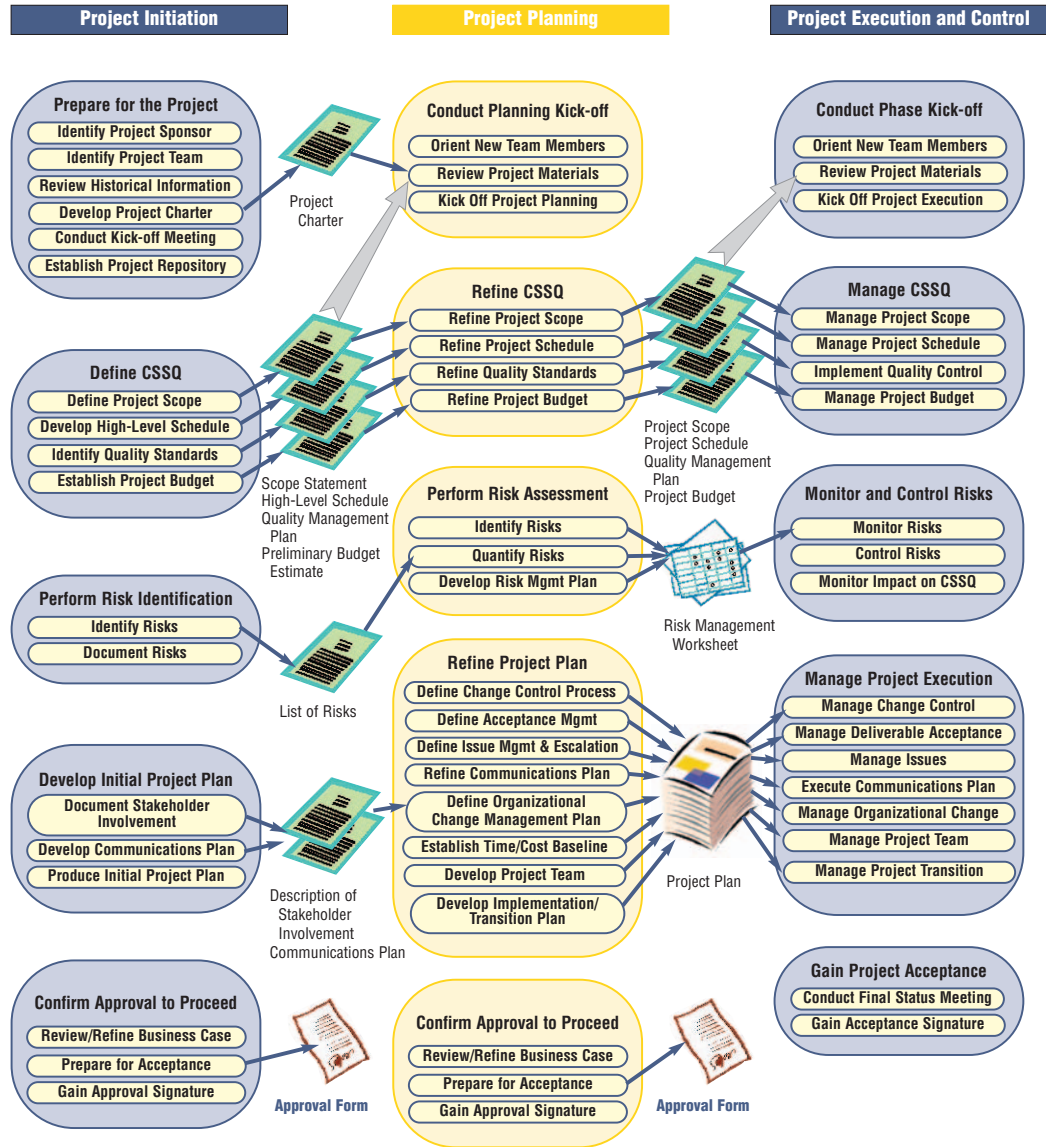 Project Initiation
Project Planning
Project Execution and Control
Prepare for the Project
Identify Project Sponsor
Identify Project Team
Review Historical Information
Develop Project Charter
Conduct Kick-off Meeting
Establish Project Repository
Project
Charter
Conduct Planning Kick-off
Orient New Team Members
Review Project Materials
Kick Off Project Planning
Conduct Phase Kick-off
Orient New Team Members
Review Project Materials
Kick Off Project Execution
Define CSSQ
Define Project Scope
Develop High-Level Schedule
Identify Quality Standards
Establish Project Budget
Scope Statement
High-Level Schedule
Quality Management
Plan
Preliminary Budget
Estimate
Refine CSSQ
Refine Project Scope
Refine Project Schedule
Refine Quality Standards
Refine Project Budget
Project Scope
Project Schedule
Quality Management
Plan
Project Budget
Manage CSSQ
Manage Project Scope
Manage Project Schedule
Implement Quality Control
Manage Project Budget
Perform Risk Identification
Identify Risks
Document Risks
List of Risks
Perform Risk Assessment
Identify Risks
Quantify Risks
Develop Risk Mgmt Plan
Risk Management
Worksheet
Monitor and Control Risks
Monitor Risks
Control Risks
Monitor Impact on CSSQ
Develop Initial Project Plan
Document Stakeholder
Involvement
Develop Communications Plan
Produce Initial Project Plan
Description of
Stakeholder
Involvement
Communications Plan
Refine Project Plan
Define Change Control Process
Define Acceptance Mgmt
Define Issue Mgmt & Escalation
Refine Communications Plan
Define Organizational
Change Management Plan
Establish Time/Cost Baseline
Develop Project Team
Develop Implementation/
Transition Plan
Project Plan
Manage Project Execution
Manage Change Control
Manage Deliverable Acceptance
Manage Issues
Execute Communications Plan
Manage Organizational Change
Manage Project Team
Manage Project Transition
Confirm Approval to Proceed
Review/Refine Business Case
Prepare for Acceptance
Gain Approval Signature
Approval Form
Confirm Approval to Proceed
Review/Refine Business Case
Prepare for Acceptance
Gain Approval Signature
Approval Form
Gain Project Acceptance
Conduct Final Status Meeting
Gain Acceptance Signature